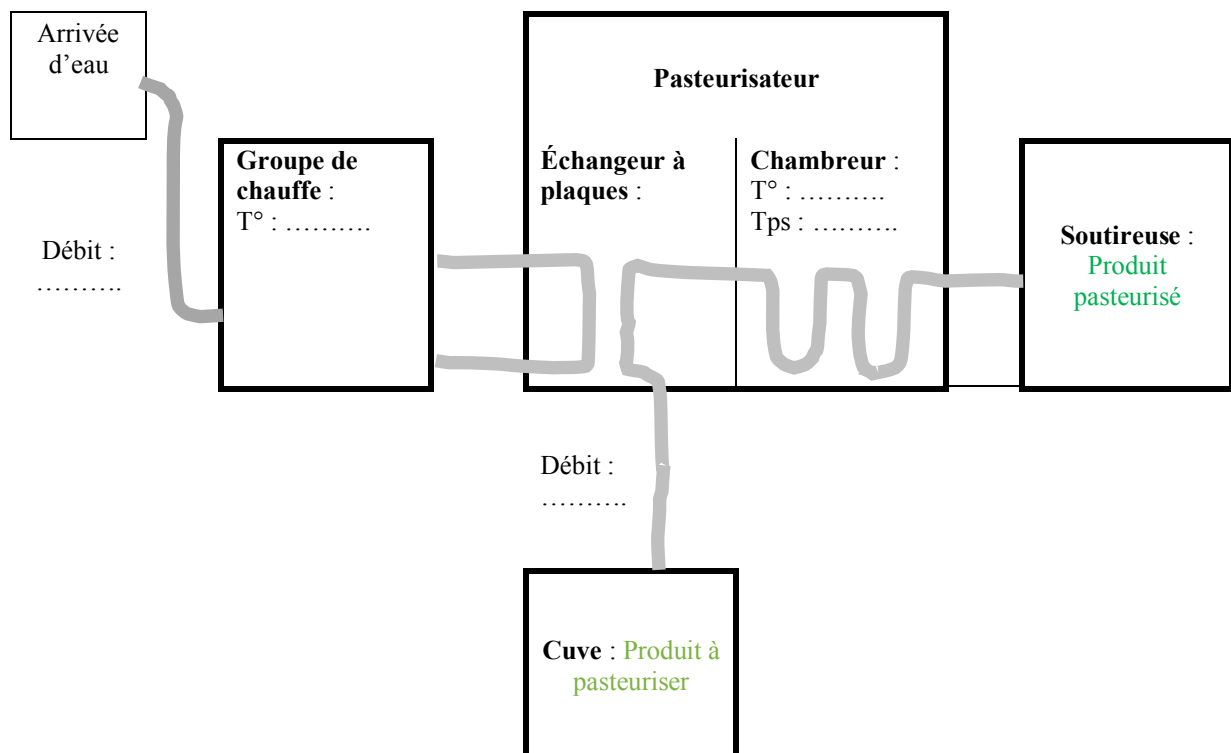 Arrivée
d'eau
Pasteurisateur
Groupe de
chauffe :
T° : ……….
Échangeur à
plaques :
Chambreur :
T° : ……….
Tps : ……….
Débit :
……….
Soutireuse :
Produit
pasteurisé
Débit :
……….
Cuve : Produit à
pasteuriser